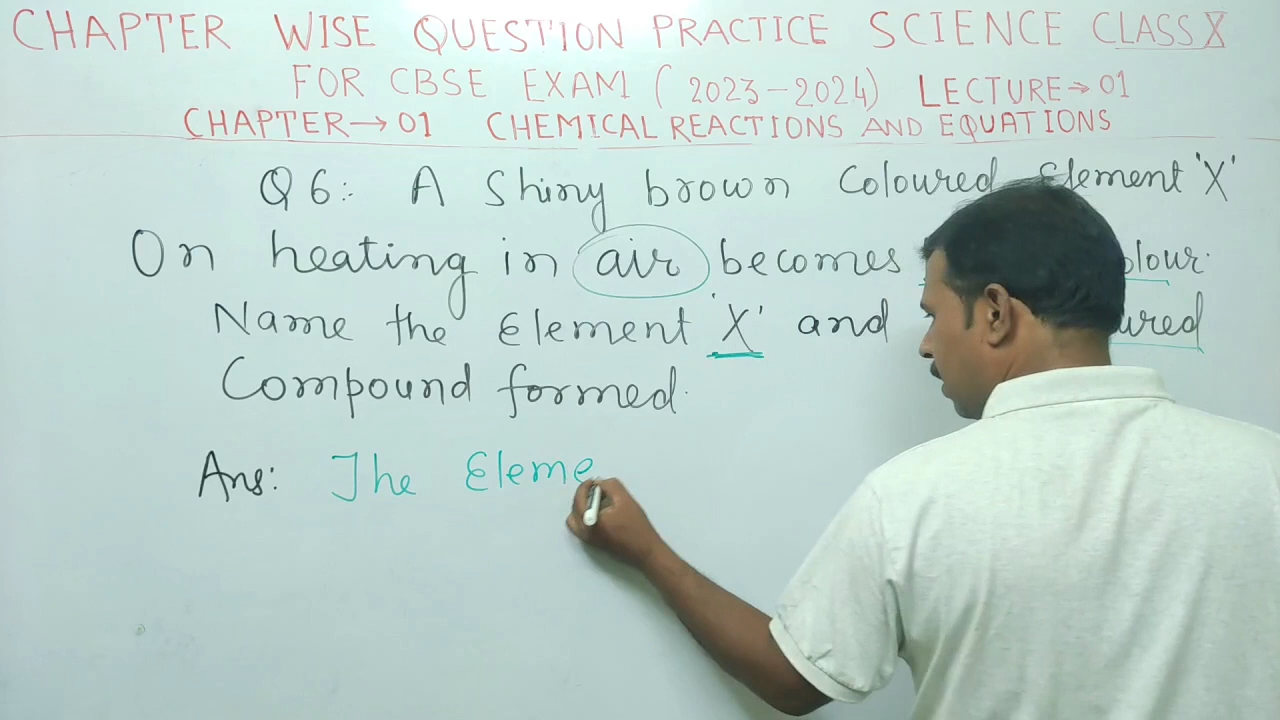 CHAPTER WISE QUESTION PRACTICE SCIENCE CLASS X
FOR CBSE EXAM ( 2023-2024) LECTURE→01
CHAPTER→01 CHEMICAL REACTIONS AND EQUATIONS
Q6:- A Shiny brown Coloured Element 'X'
On heating in air becomes
Name the Element 'X' and
Compound formed.
Ans: The Eleme